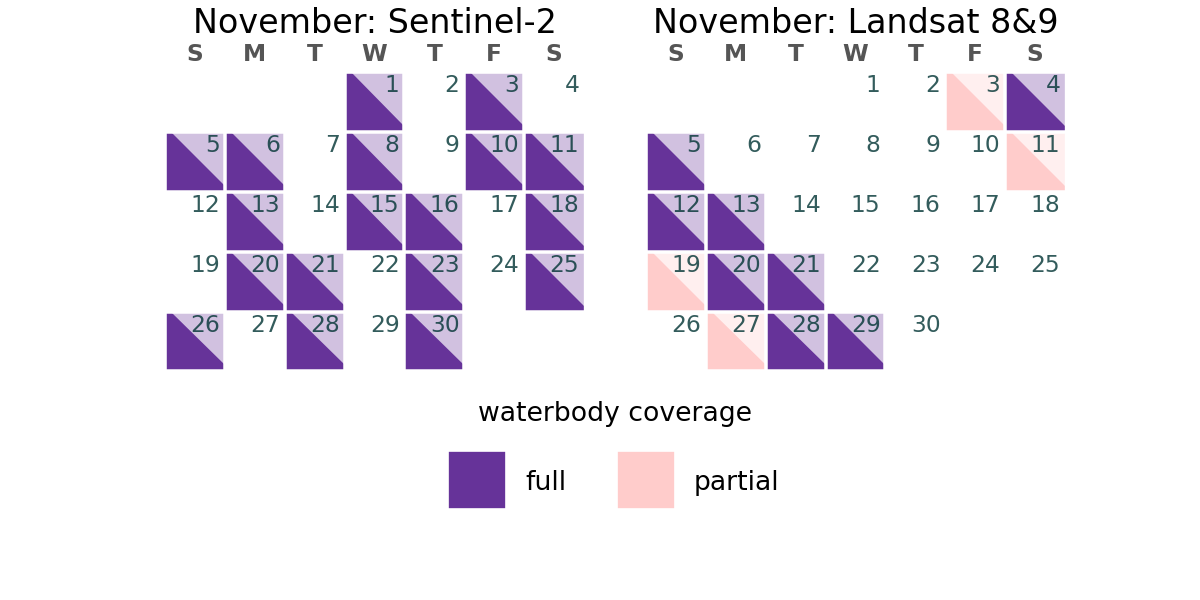 November: Sentinel-2
S M T W T F S
1 2 3 4
5 6 7 8 9 10 11
12 13 14 15 16 17 18
19 20 21 22 23 24 25
26 27 28 29 30
November: Landsat 8&9
S M T W T F S
1 2 3 4
5 6 7 8 9 10 11
12 13 14 15 16 17 18
19 20 21 22 23 24 25
26 27 28 29 30
waterbody coverage
full partial